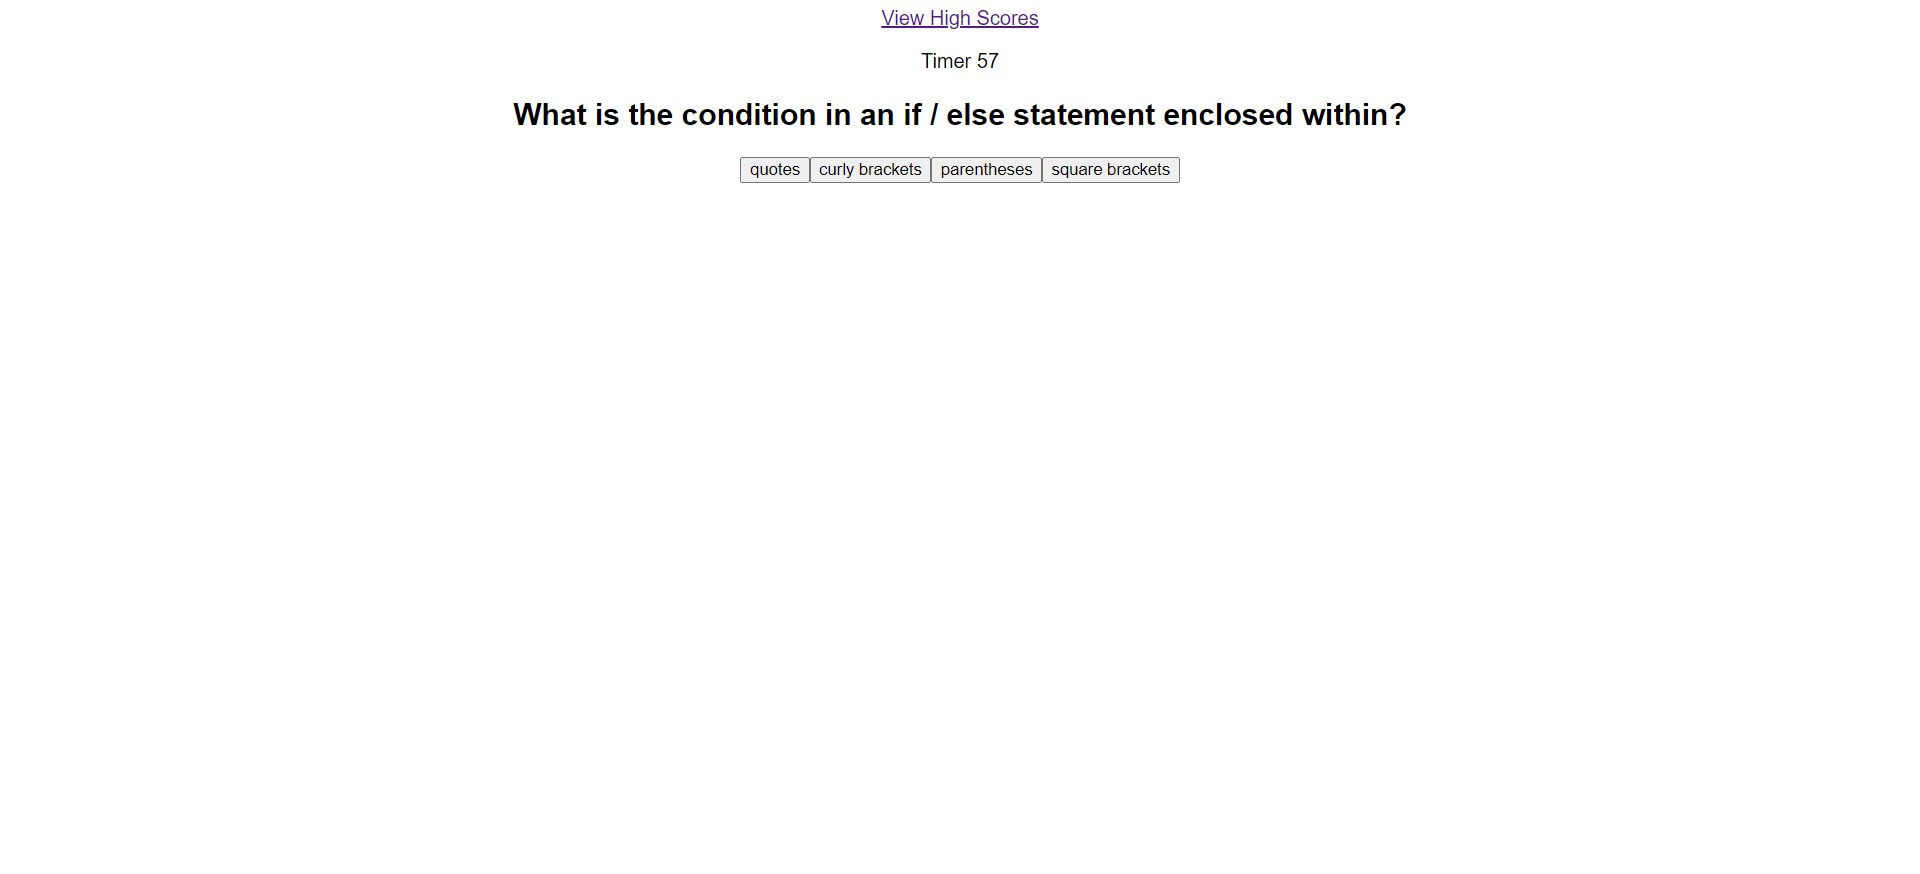 View High Scores
Timer 57
What is the condition in an if / else statement enclosed within?
quotes curly brackets parentheses square brackets